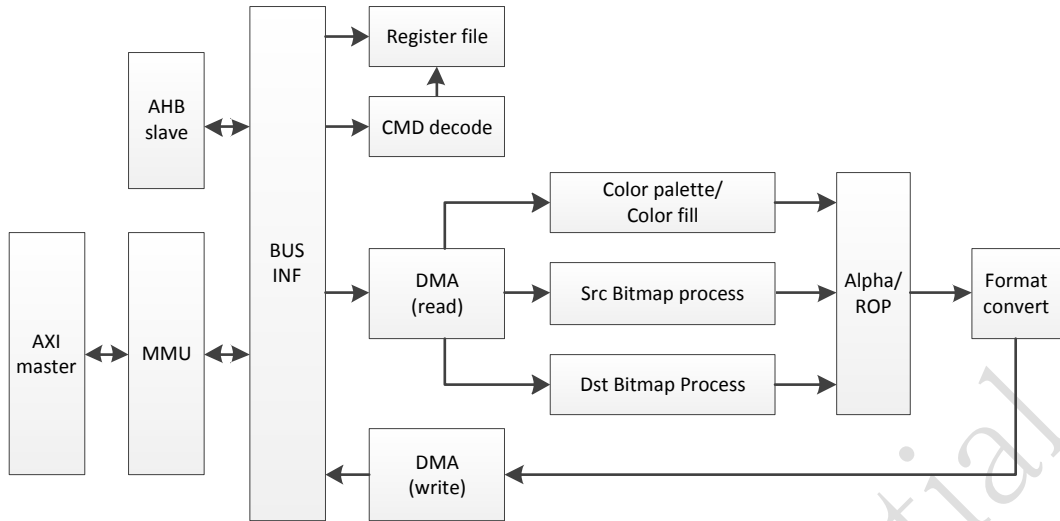 Register file
AHB
slave
CMD decode
Color palette/
Color fill
BUS
INF
DMA
(read)
Src Bitmap process
Alpha/
ROP
Format
convert
AXI
master
MMU
Dst Bitmap Process
DMA
(write)